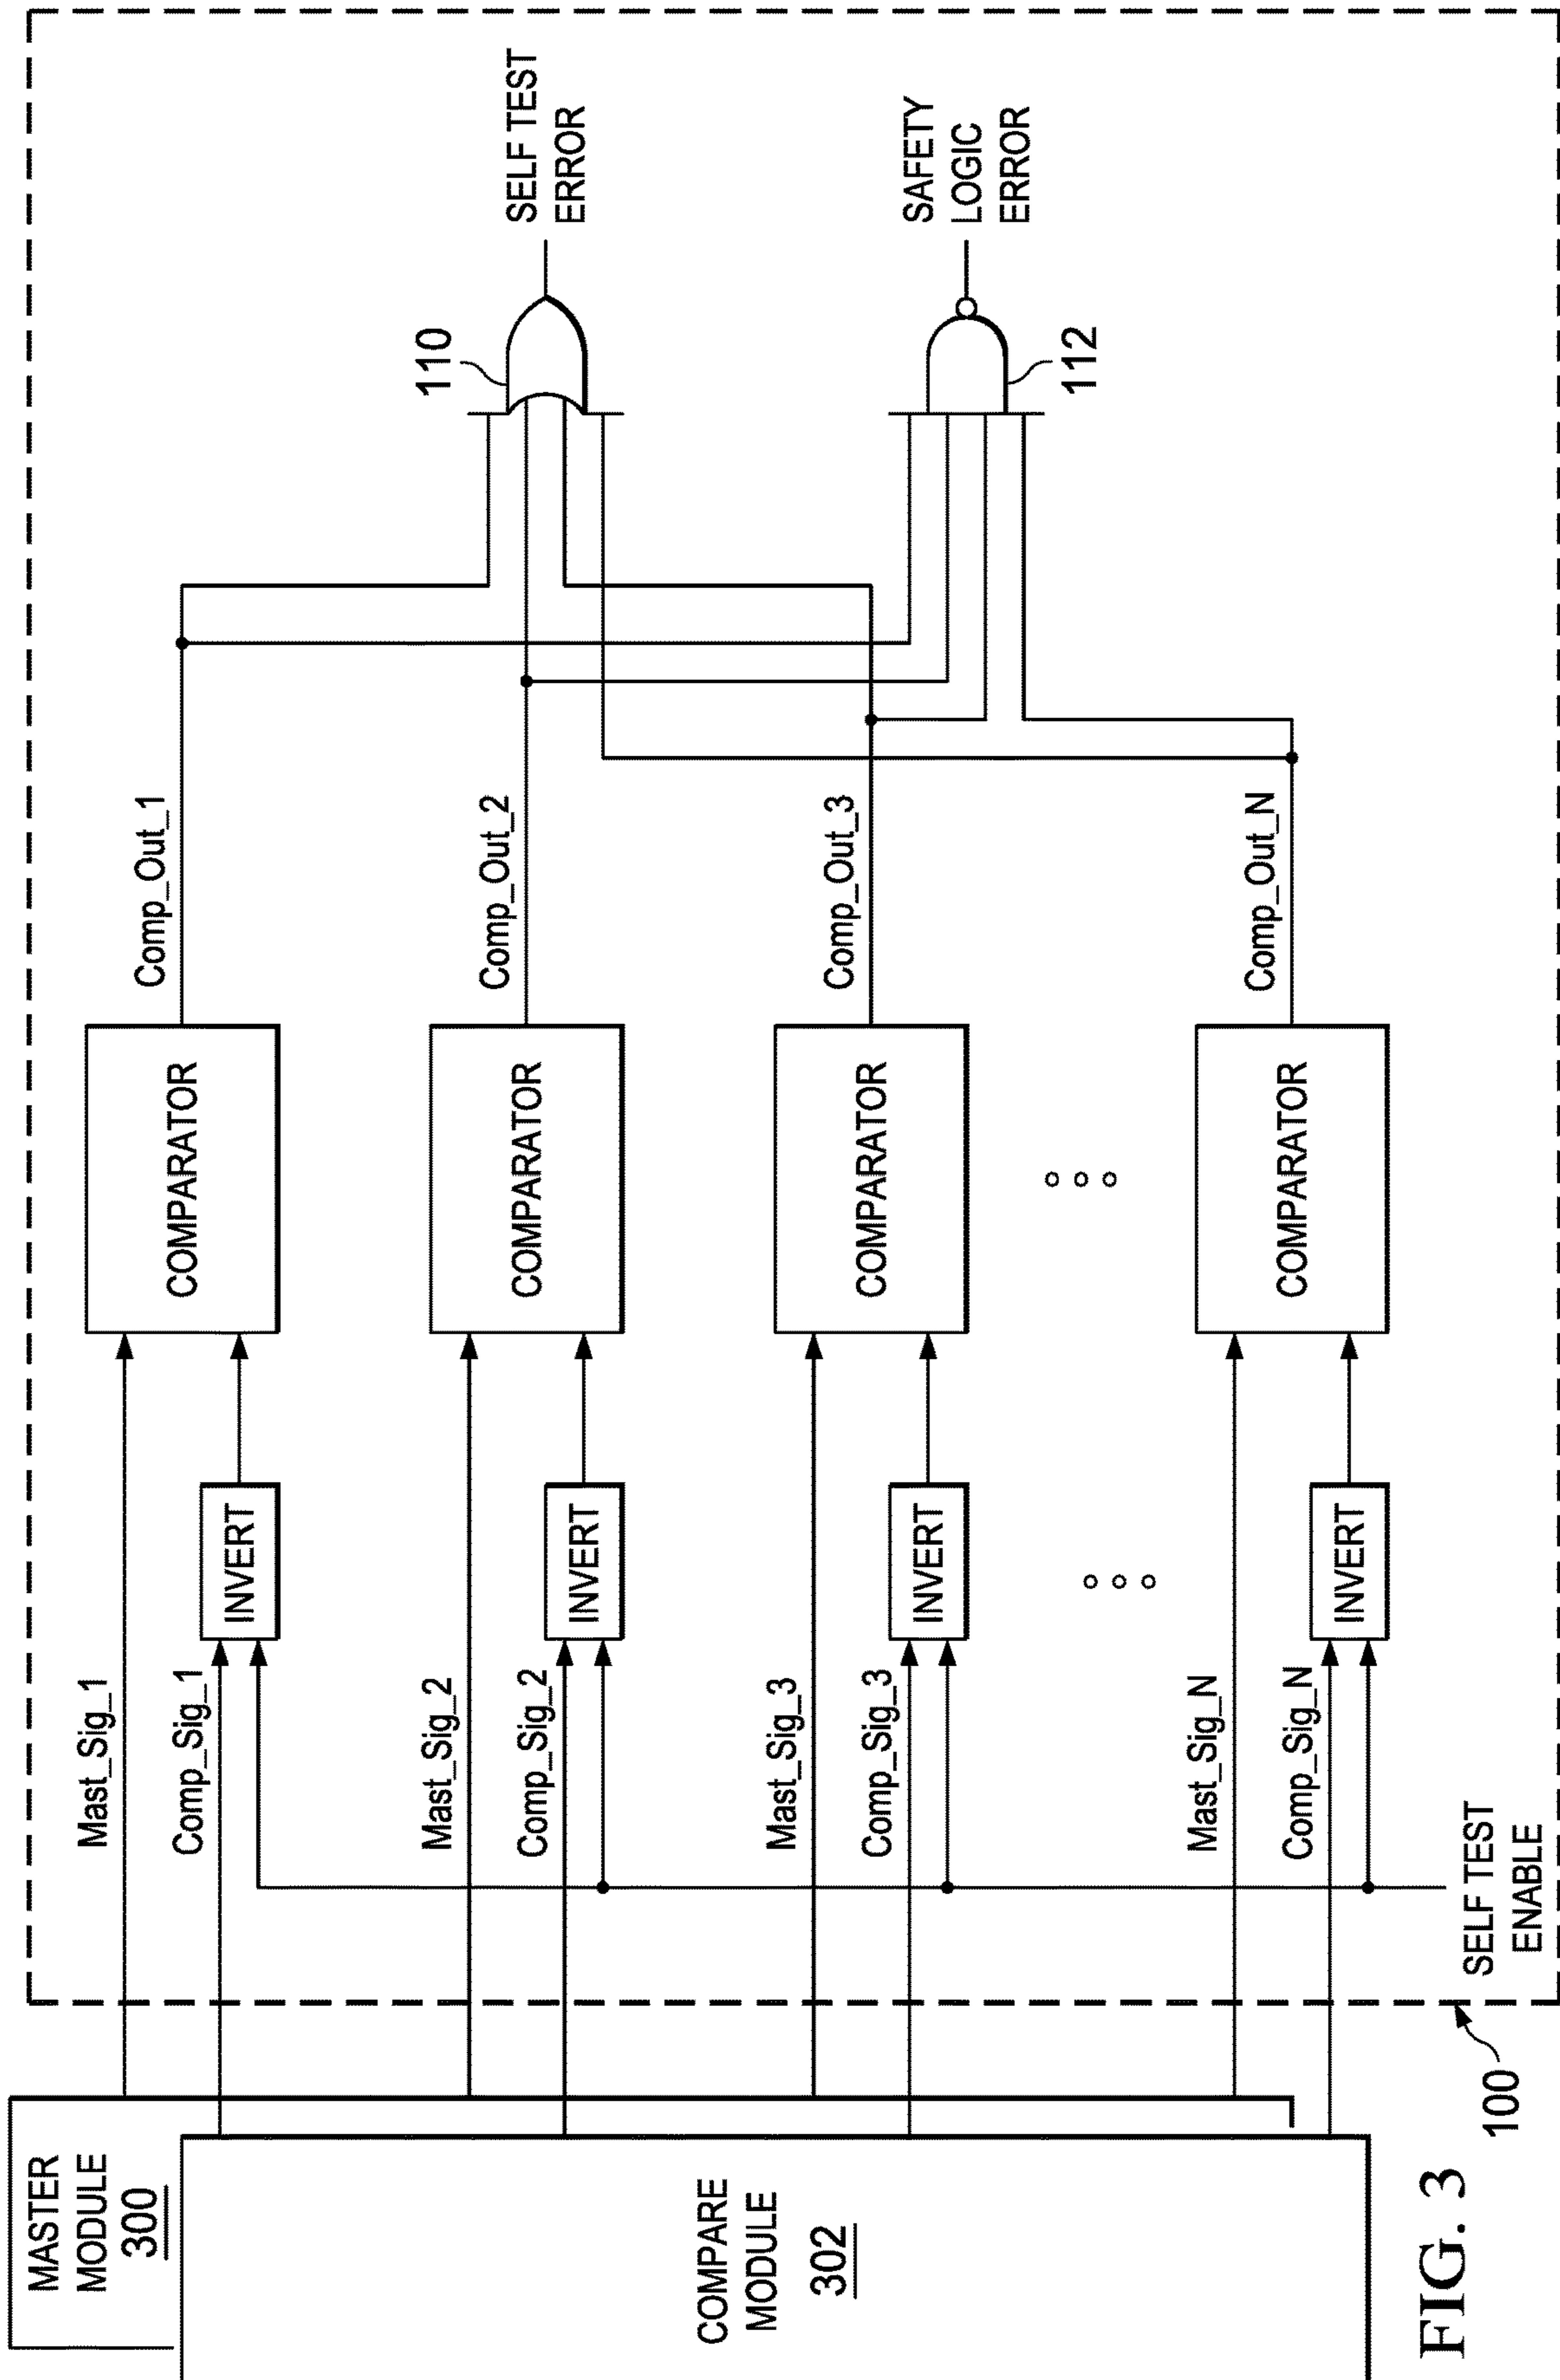 MASTER
MODULE
300
COMPARE
MODULE
302
Mast_Sig_1
Comp_Sig_1
INVERT
COMPARATOR
Comp_Out_1
Mast_Sig_2
Comp_Sig_2
INVERT
COMPARATOR
Comp_Out_2
Mast_Sig_3
Comp_Sig_3
INVERT
COMPARATOR
Comp_Out_3
Mast_Sig_N
Comp_Sig_N
INVERT
COMPARATOR
Comp_Out_N
110
SELF TEST
ERROR
SAFETY
LOGIC
ERROR
112
SELF TEST
ENABLE
100
FIG. 3